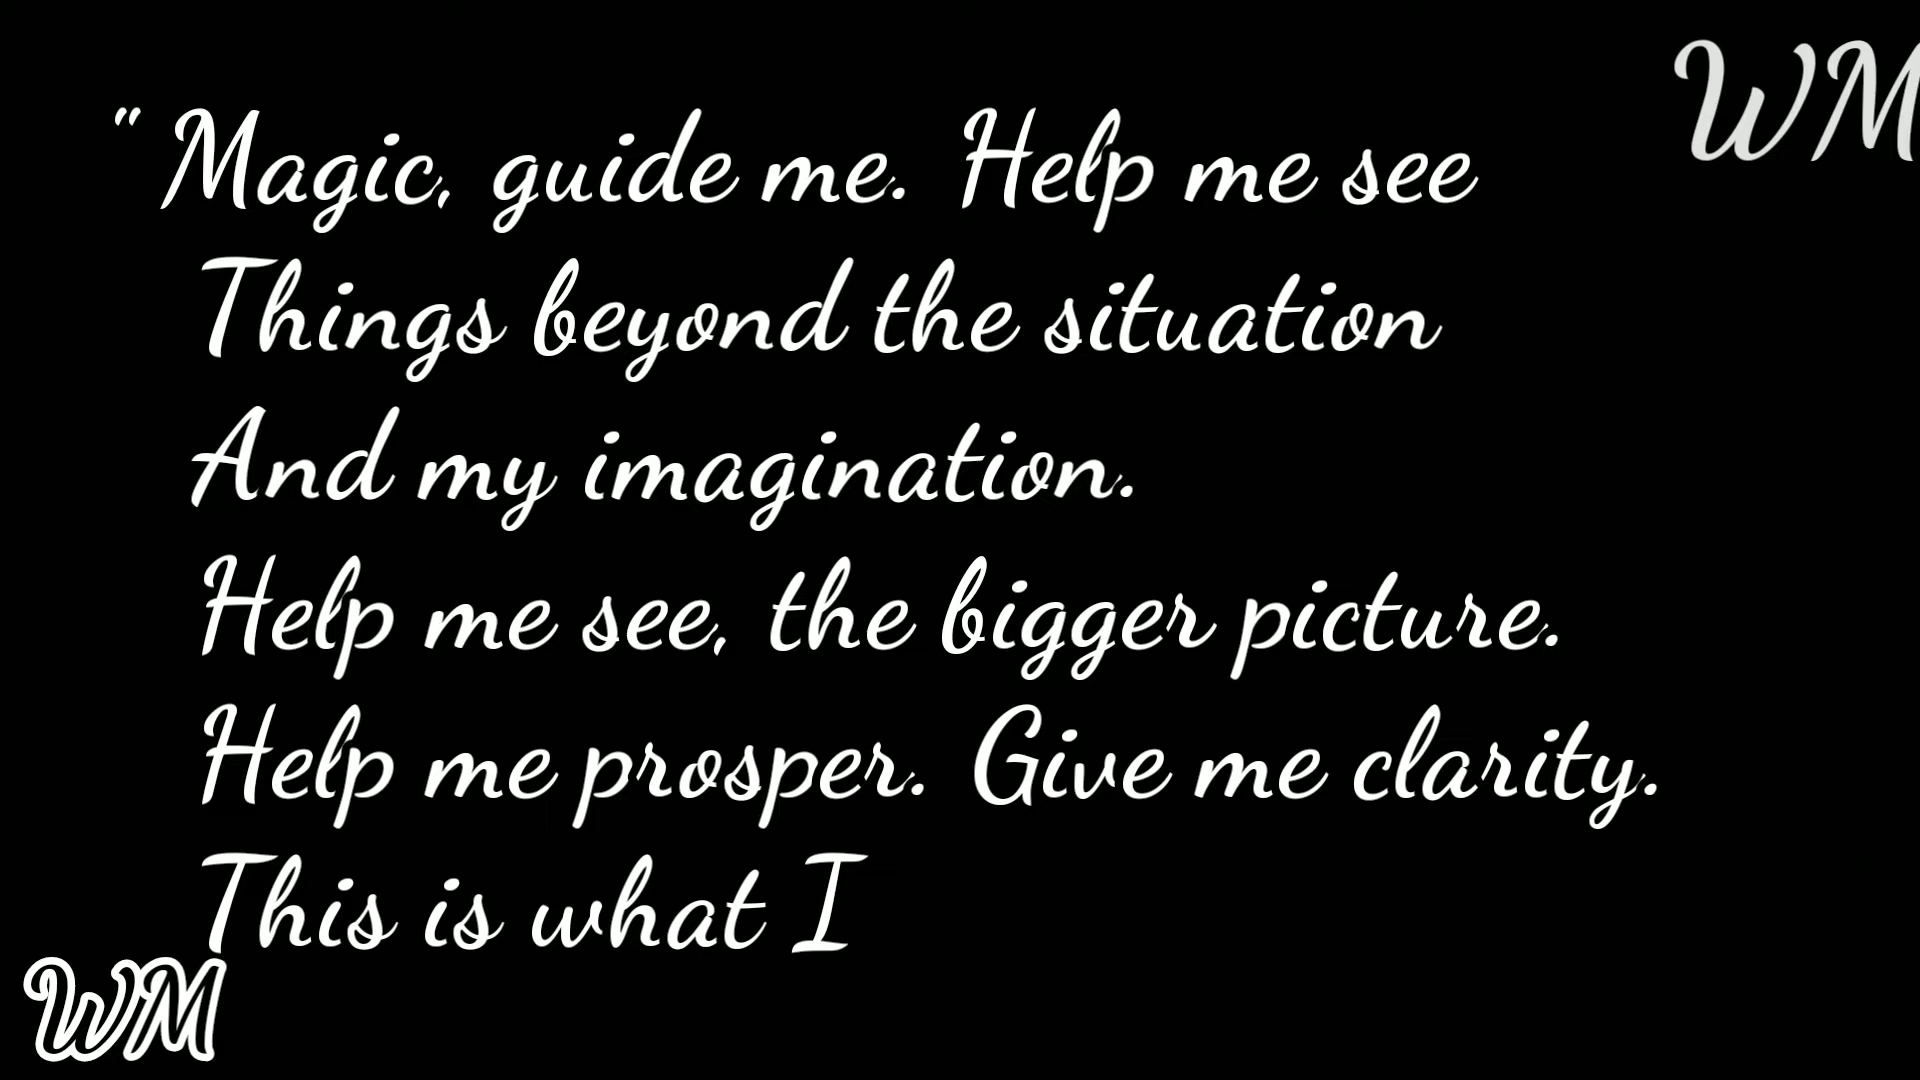 WM
" Magic, guide me. Help me see
Things beyond the situation
And my imagination.
Help me see, the bigger picture.
Help me prosper. Give me clarity.
This is what I
WM